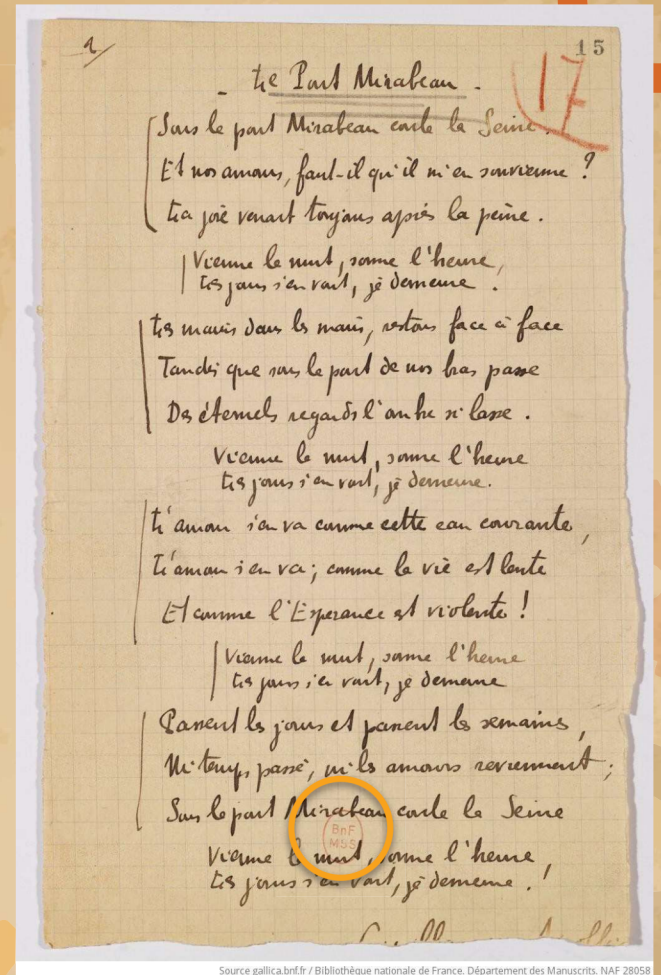 2/
15
17
- Le Pont Mirabeau -
Sous le pont Mirabeau coule la Seine.
Et nos amours, faut-il qu'il m'en souvienne ?
La joie venait toujours après la peine.
Vienne la nuit, sonne l'heure,
Les jours s'en vont, je demeure.
Les mains dans les mains, restons face à face
Tandis que sous le pont de nos bras passe
Des éternels regards l'onde si lasse.
Vienne la nuit, sonne l'heure
Les jours s'en vont, je demeure.
L'amour s'en va comme cette eau courante,
L'amour s'en va; comme la vie est lente
Et comme l'Espérance est violente !
Vienne la nuit, sonne l'heure
Les jours s'en vont, je demeure
Passent les jours et passent les semaines,
Ni temps passé, ni les amours reviennent;
Sous le pont Mirabeau coule la Seine
BnF
MSS
Vienne la nuit, sonne l'heure,
Les jours s'en vont, je demeure !
Source gallica.bnf.fr / Bibliothèque nationale de France. Département des Manuscrits. NAF 28058